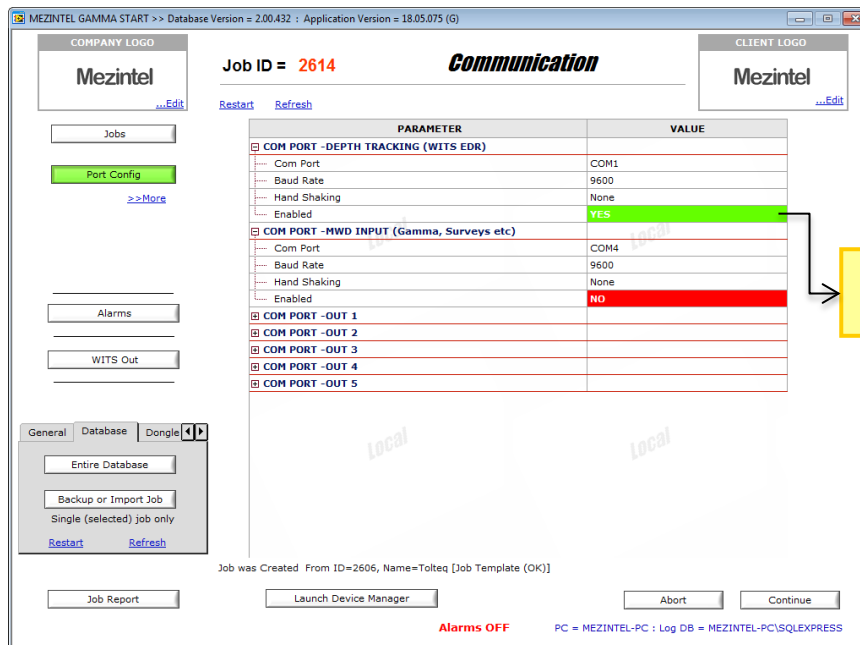 MEZINTEL GAMMA START >> Database Version = 2.00.432 : Application Version = 18.05.075 (G)
COMPANY LOGO
Mezintel
...Edit
Job ID = 2614
Communication
CLIENT LOGO
Mezintel
...Edit
Restart Refresh
Jobs
Port Config
>>More
Alarms
WITS Out
PARAMETER VALUE
COM PORT -DEPTH TRACKING (WITS EDR)
Com Port COM1
Baud Rate 9600
Hand Shaking None
Enabled YES
COM PORT -MWD INPUT (Gamma, Surveys etc)
Com Port COM4
Baud Rate 9600
Hand Shaking None
Enabled NO
COM PORT -OUT 1
COM PORT -OUT 2
COM PORT -OUT 3
COM PORT -OUT 4
COM PORT -OUT 5
Local Local
Local Local
General Database Dongle
Entire Database
Backup or Import Job
Single (selected) job only
Restart Refresh
Job was Created From ID=2606, Name=Tolteq [Job Template (OK)]
Job Report
Launch Device Manager
Abort
Continue
Alarms OFF
PC = MEZINTEL-PC : Log DB = MEZINTEL-PC\SQLEXPRESS